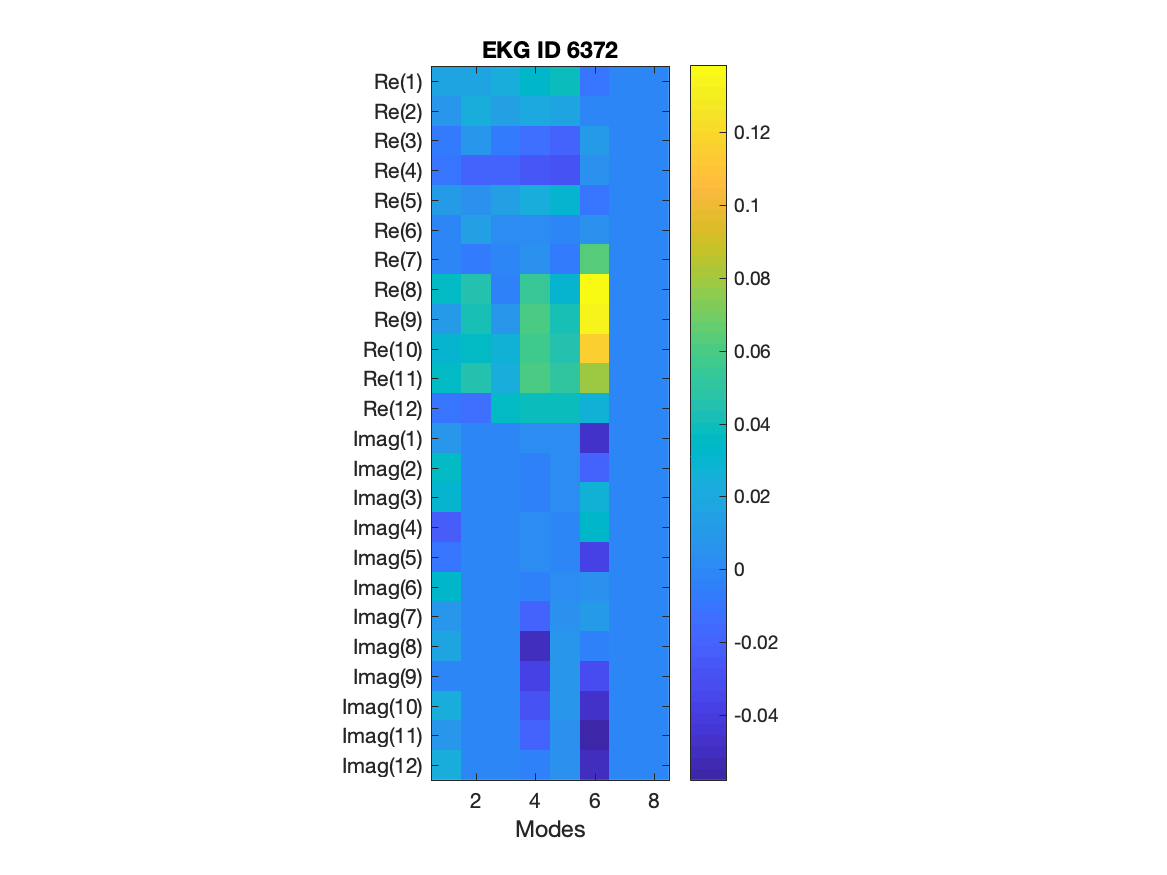 EKG ID 6372
Re(1)
Re(2)
Re(3)
Re(4)
Re(5)
Re(6)
Re(7)
Re(8)
Re(9)
Re(10)
Re(11)
Re(12)
Imag(1)
Imag(2)
Imag(3)
Imag(4)
Imag(5)
Imag(6)
Imag(7)
Imag(8)
Imag(9)
Imag(10)
Imag(11)
Imag(12)
2 4 6 8
Modes
0.12
0.1
0.08
0.06
0.04
0.02
0
-0.02
-0.04